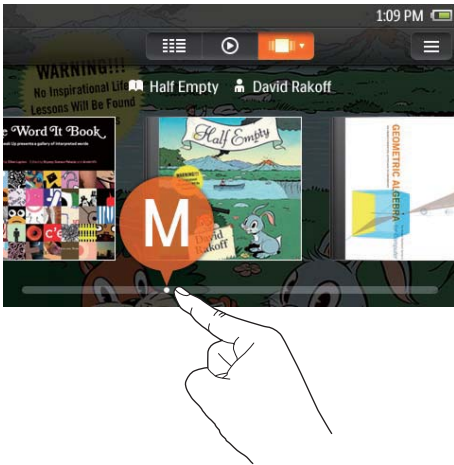 1:09 PM
WARNING!!!
No Inspirational Life
Lessons Will Be Found
Half Empty David Rakoff
e Word It Book
Half Empty
WARNING!!!
M
David
Rakoff
GEOMETRIC ALGEBRA